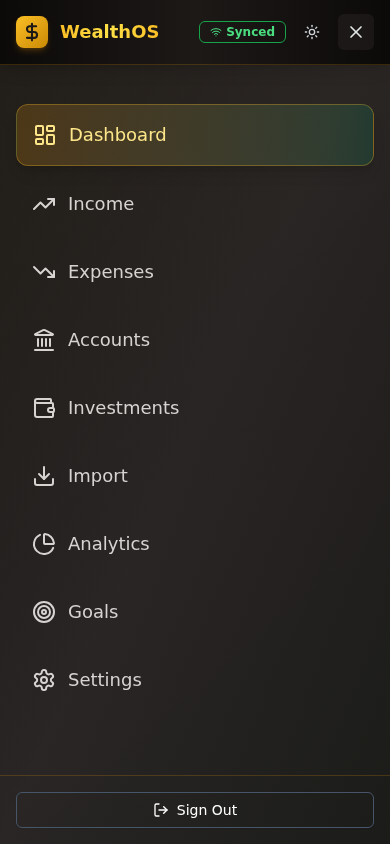 WealthOS
Synced
Dashboard
Income
Expenses
Accounts
Investments
Import
Analytics
Goals
Settings
Sign Out